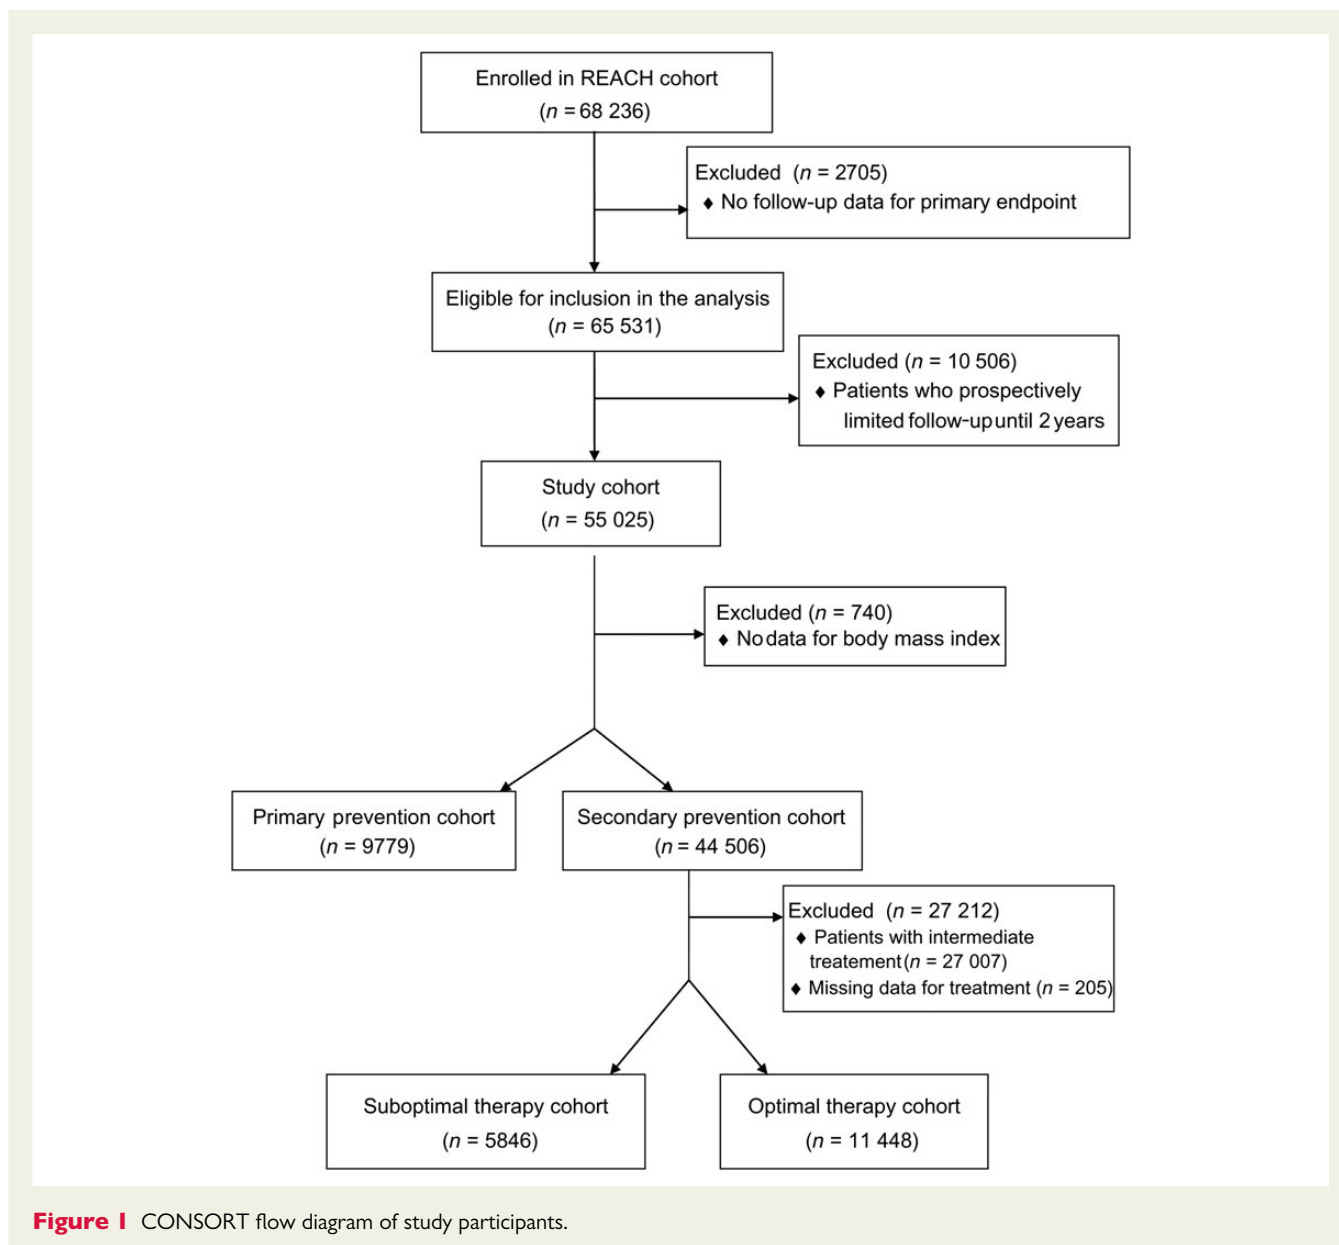 Enrolled in REACH cohort
(n = 68 236)
Excluded (n = 2705)
♦ No follow-up data for primary endpoint
Eligible for inclusion in the analysis
(n = 65 531)
Excluded (n = 10 506)
♦ Patients who prospectively
limited follow-up until 2 years
Study cohort
(n = 55 025)
Excluded (n = 740)
♦ No data for body mass index
Primary prevention cohort
(n = 9779)
Secondary prevention cohort
(n = 44 506)
Excluded (n = 27 212)
♦ Patients with intermediate
treatement (n = 27 007)
♦ Missing data for treatment (n = 205)
Suboptimal therapy cohort
(n = 5846)
Optimal therapy cohort
(n = 11 448)
Figure 1 CONSORT flow diagram of study participants.